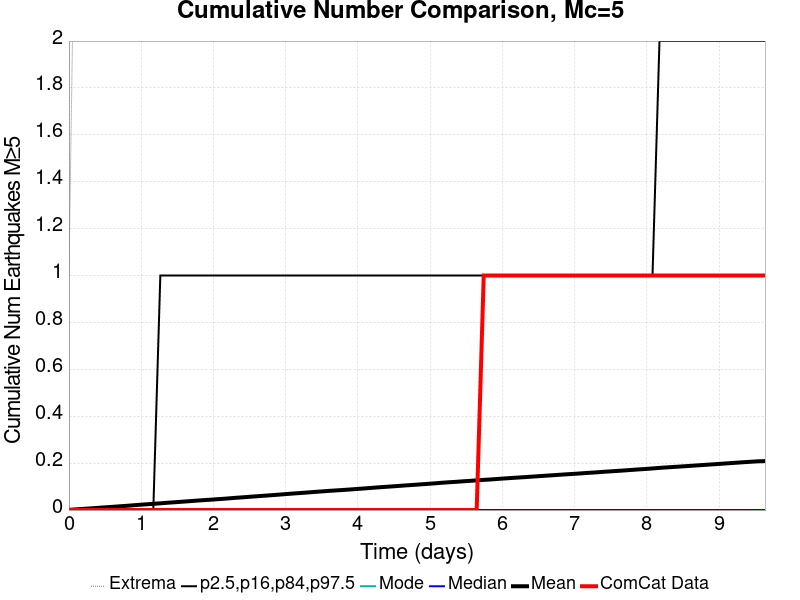 Cumulative Number Comparison, Mc=5
Cumulative Num Earthquakes M≥5
2
1.8
1.6
1.4
1.2
1
0.8
0.6
0.4
0.2
0
0 1 2 3 4 5 6 7 8 9
Time (days)
Extrema p2.5,p16,p84,p97.5 Mode Median Mean ComCat Data